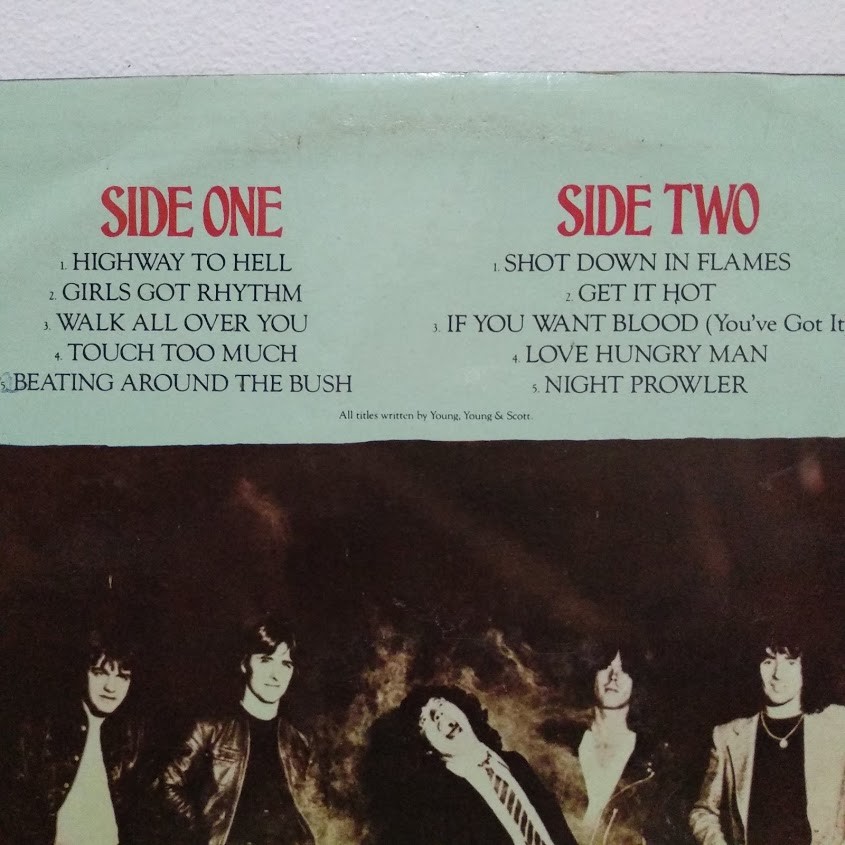 SIDE ONE
1. HIGHWAY TO HELL
2. GIRLS GOT RHYTHM
3. WALK ALL OVER YOU
4. TOUCH TOO MUCH
5. BEATING AROUND THE BUSH
SIDE TWO
1. SHOT DOWN IN FLAMES
2. GET IT HOT
3. IF YOU WANT BLOOD (You've Got It
4. LOVE HUNGRY MAN
5. NIGHT PROWLER
All titles written by Young, Young & Scott.